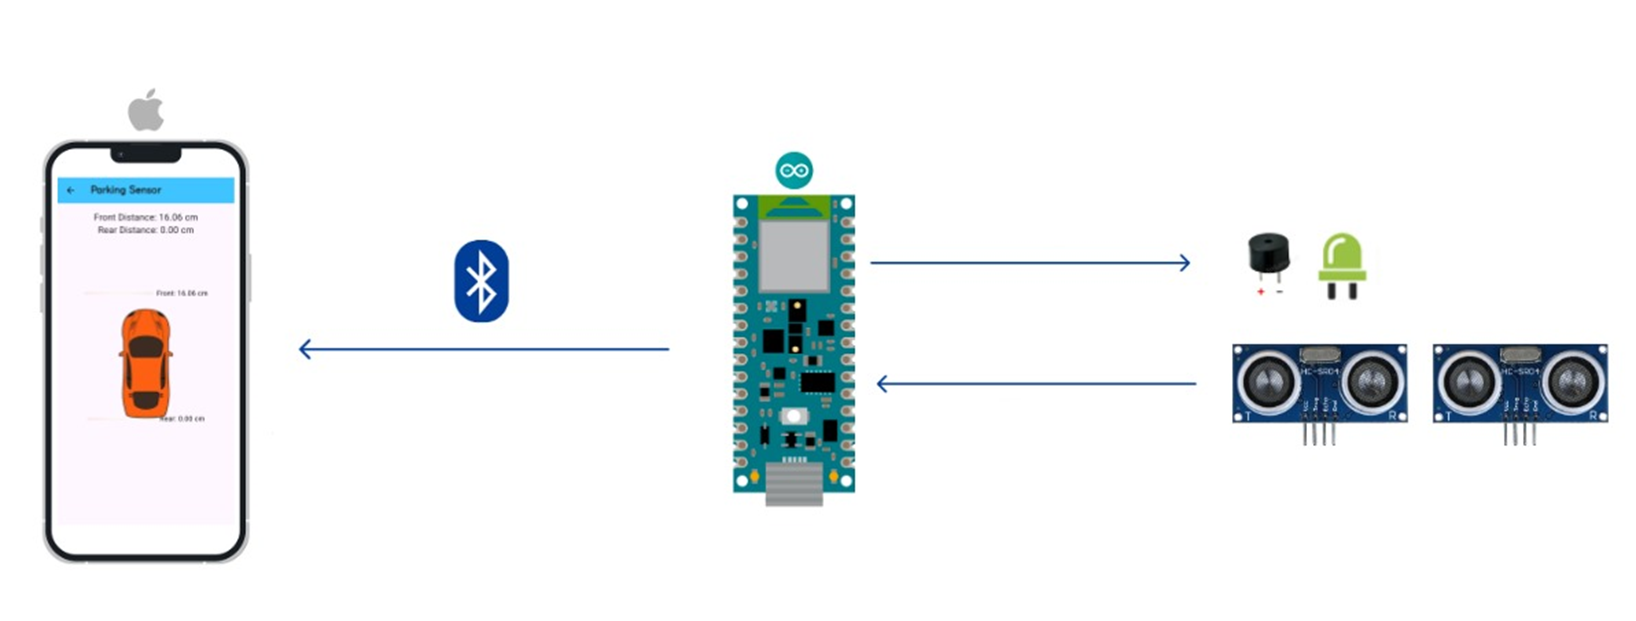 Parking Sensor
Front Distance: 16.06 cm
Rear Distance: 0.00 cm
Front: 16.06 cm
Rear: 0.00 cm
+ −
HC-SR04
T
Vcc
Trig
Echo
Gnd
R
HC-SR04
T
Vcc
Trig
Echo
Gnd
R